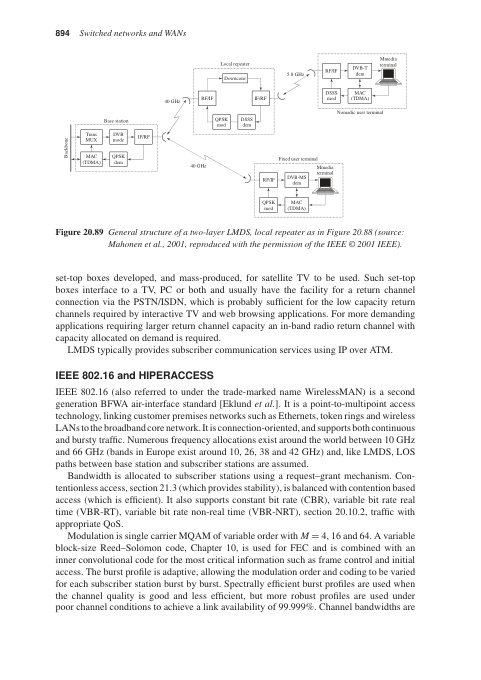 894 Switched networks and WANs
Local repeater
Downconv
RF/IF
IF/RF
QPSK
mod
DSSS
dem
40 GHz
5.8 GHz
RF/IF
DVB-T
dem
Mmedia
terminal
DSSS
mod
MAC
(TDMA)
Nomadic user terminal
Base station
Backbone
Trans
MUX
DVB
mode
IF/RF
MAC
(TDMA)
QPSK
dem
40 GHz
Fixed user terminal
RF/IF
DVB-MS
dem
Mmedia
terminal
QPSK
mod
MAC
(TDMA)
Figure 20.89 General structure of a two-layer LMDS, local repeater as in Figure 20.88 (source:
Mahonen et al., 2001, reproduced with the permission of the IEEE © 2001 IEEE).
set-top boxes developed, and mass-produced, for satellite TV to be used. Such set-top
boxes interface to a TV, PC or both and usually have the facility for a return channel
connection via the PSTN/ISDN, which is probably sufficient for the low capacity return
channels required by interactive TV and web browsing applications. For more demanding
applications requiring larger return channel capacity an in-band radio return channel with
capacity allocated on demand is required.
LMDS typically provides subscriber communication services using IP over ATM.
IEEE 802.16 and HIPERACCESS
IEEE 802.16 (also referred to under the trade-marked name WirelessMAN) is a second
generation BFWA air-interface standard [Eklund et al.]. It is a point-to-multipoint access
technology, linking customer premises networks such as Ethernets, token rings and wireless
LANs to the broadband core network. It is connection-oriented, and supports both continuous
and bursty traffic. Numerous frequency allocations exist around the world between 10 GHz
and 66 GHz (bands in Europe exist around 10, 26, 38 and 42 GHz) and, like LMDS, LOS
paths between base station and subscriber stations are assumed.
Bandwidth is allocated to subscriber stations using a request–grant mechanism. Con-
tentionless access, section 21.3 (which provides stability), is balanced with contention based
access (which is efficient). It also supports constant bit rate (CBR), variable bit rate real
time (VBR-RT), variable bit rate non-real time (VBR-NRT), section 20.10.2, traffic with
appropriate QoS.
Modulation is single carrier MQAM of variable order with M = 4, 16 and 64. A variable
block-size Reed–Solomon code, Chapter 10, is used for FEC and is combined with an
inner convolutional code for the most critical information such as frame control and initial
access. The burst profile is adaptive, allowing the modulation order and coding to be varied
for each subscriber station burst by burst. Spectrally efficient burst profiles are used when
the channel quality is good and less efficient, but more robust profiles are used under
poor channel conditions to achieve a link availability of 99.999%. Channel bandwidths are